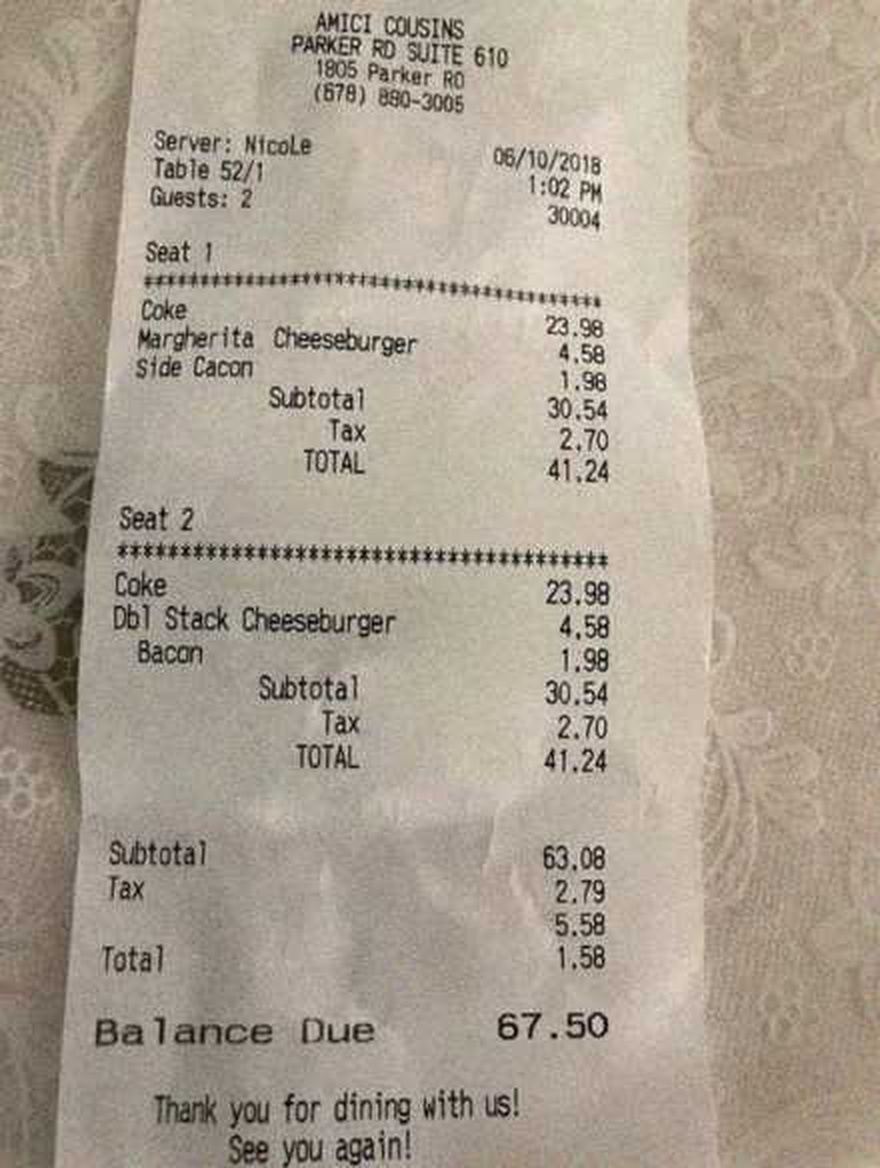 AMICI COUSINS
PARKER RD SUITE 610
1805 Parker RD
(678) 880-3005
Server: NicoLe 06/10/2018
Table 52/1 1:02 PM
Guests: 2 30004
Seat 1
****************************************
Coke 23.98
Margherita Cheeseburger 4.58
Side Cacon 1.98
Subtotal 30.54
Tax 2.70
TOTAL 41.24
Seat 2
****************************************
Coke 23.98
Dbl Stack Cheeseburger 4.58
Bacon 1.98
Subtotal 30.54
Tax 2.70
TOTAL 41.24
Subtotal 63.08
Tax 2.79
5.58
Total 1.58
Balance Due 67.50
Thank you for dining with us!
See you again!